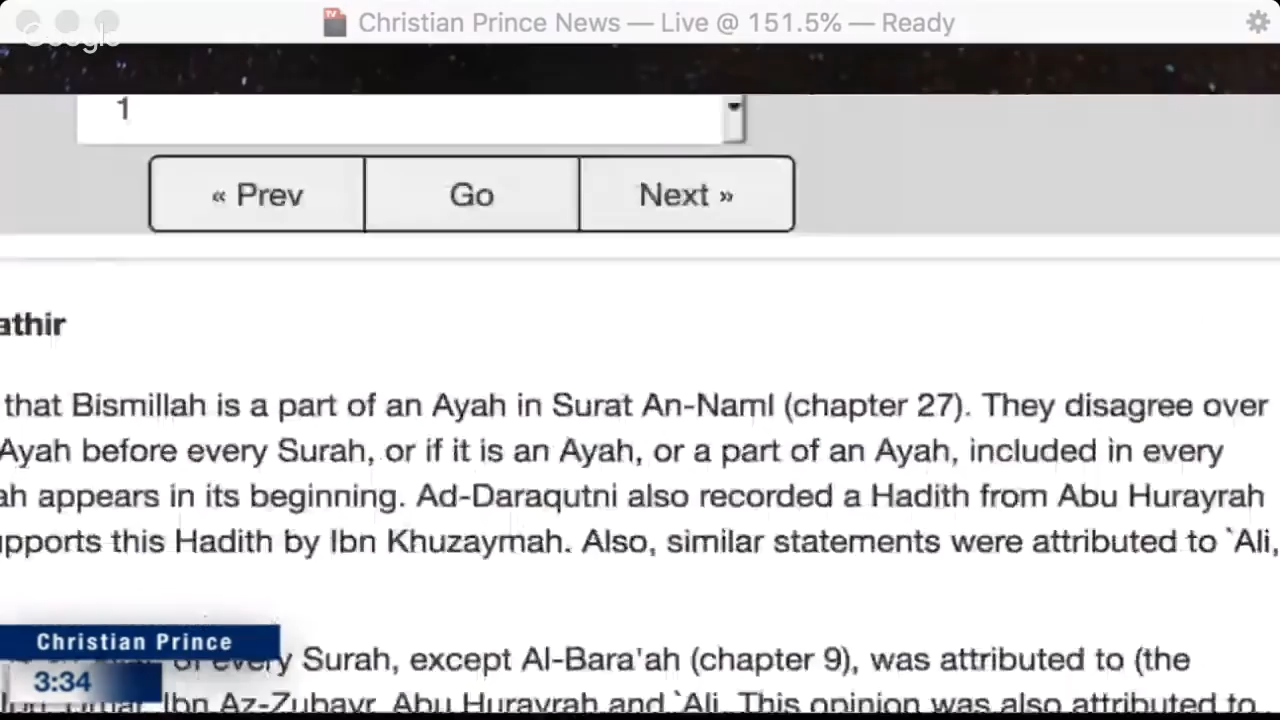 Christian Prince News — Live @ 151.5% — Ready
Google
1
« Prev
Go
Next »
athir
that Bismillah is a part of an Ayah in Surat An-Naml (chapter 27). They disagree over
Ayah before every Surah, or if it is an Ayah, or a part of an Ayah, included in every
ah appears in its beginning. Ad-Daraqutni also recorded a Hadith from Abu Hurayrah
upports this Hadith by Ibn Khuzaymah. Also, similar statements were attributed to `Ali,
Christian Prince
of every Surah, except Al-Bara'ah (chapter 9), was attributed to (the
3:34
Ibn `Umar, Ibn Az-Zubayr, Abu Hurayrah and `Ali. This opinion was also attributed to